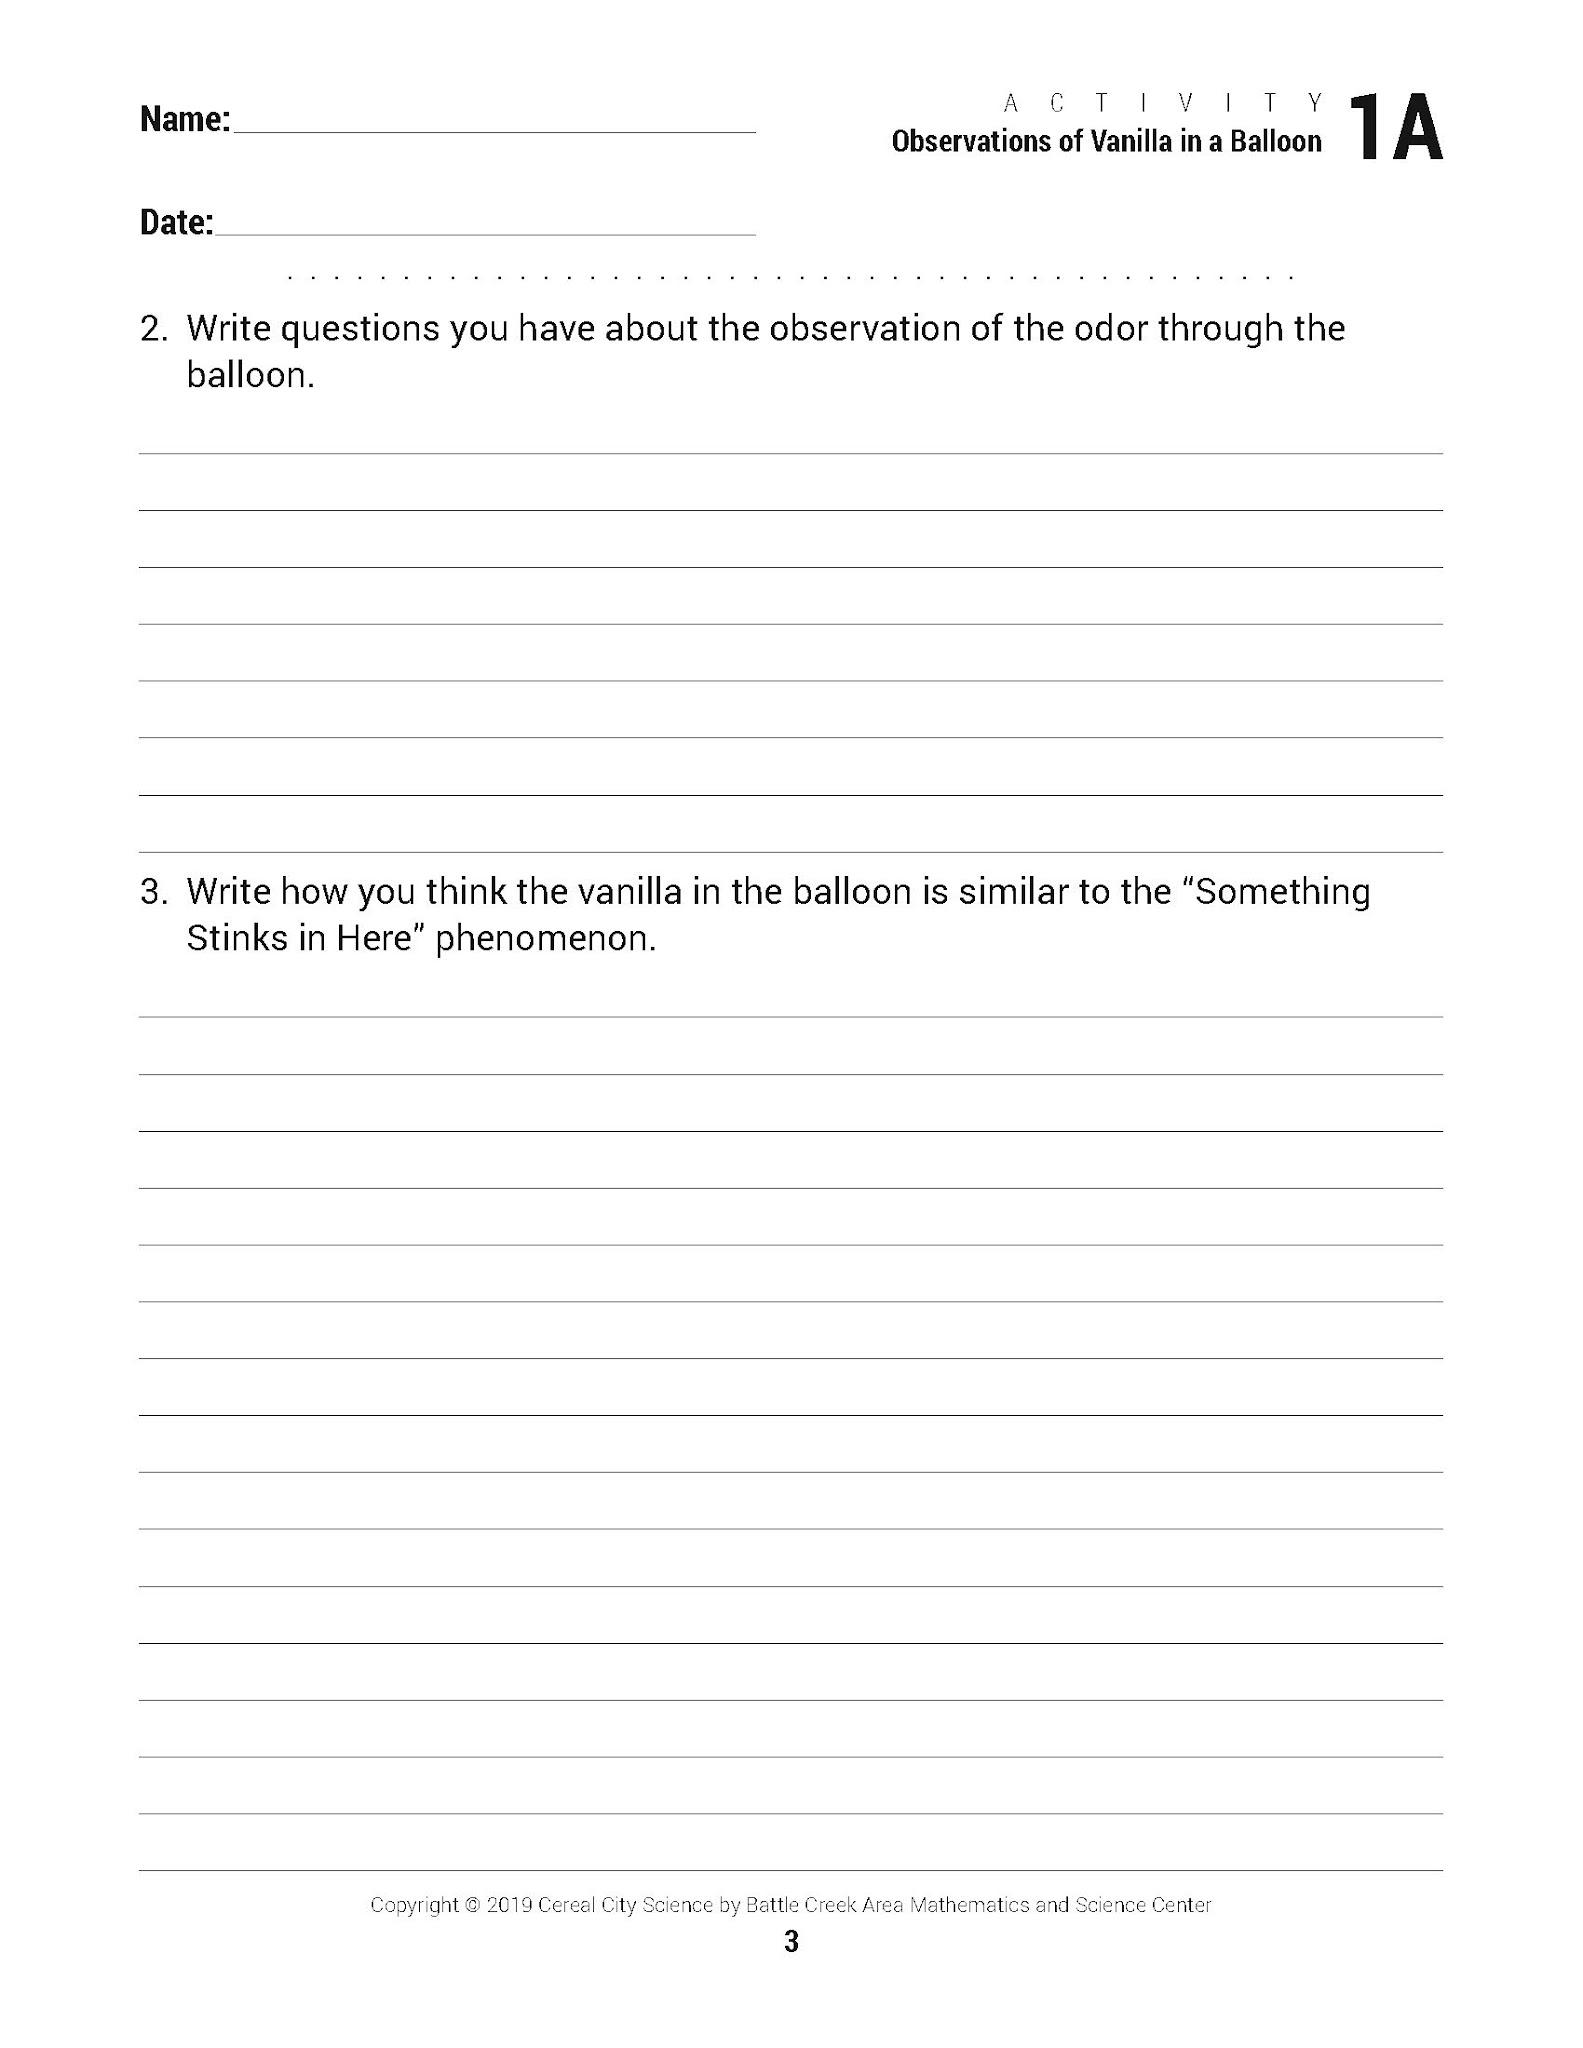 Name:
ACTIVITY 1A
Observations of Vanilla in a Balloon
Date:
2. Write questions you have about the observation of the odor through the
balloon.
3. Write how you think the vanilla in the balloon is similar to the “Something
Stinks in Here” phenomenon.
Copyright © 2019 Cereal City Science by Battle Creek Area Mathematics and Science Center
3